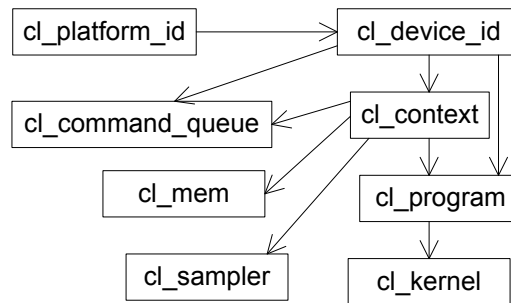 cl_platform_id
cl_device_id
cl_command_queue
cl_context
cl_mem
cl_program
cl_sampler
cl_kernel